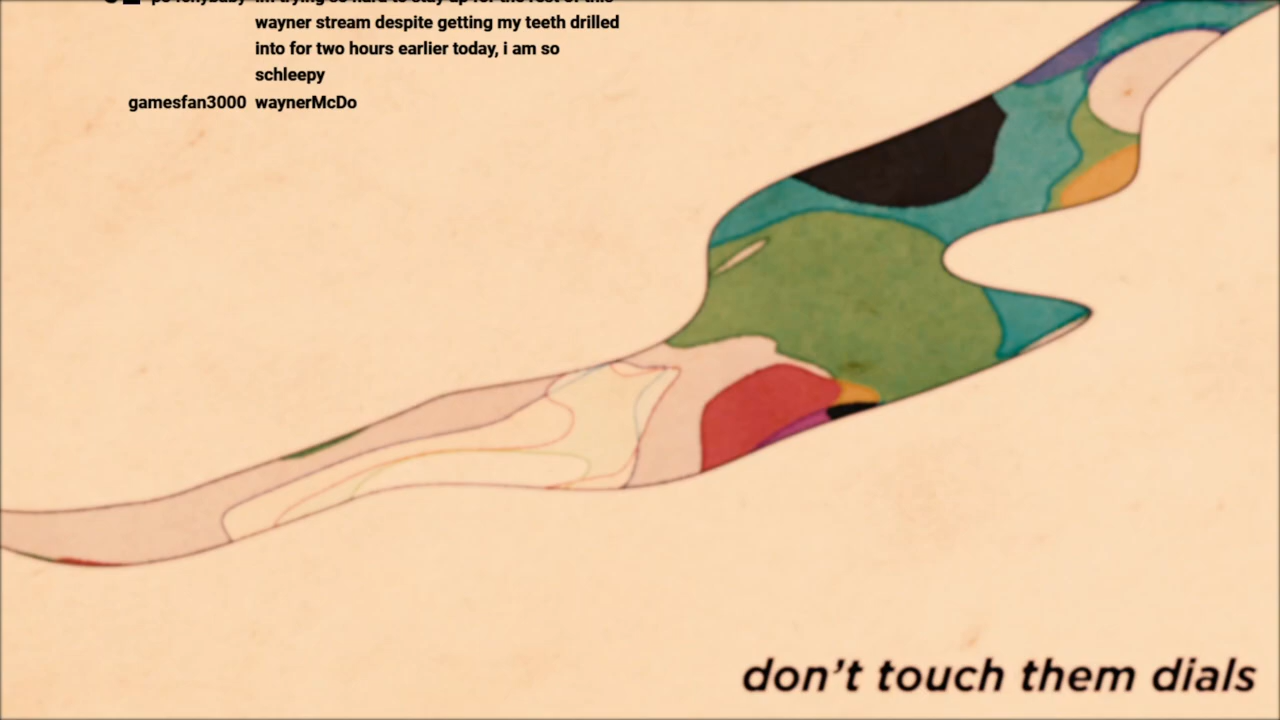 wayner stream despite getting my teeth drilled
into for two hours earlier today, i am so
schleepy
gamesfan3000 waynerMcDo
don't touch them dials